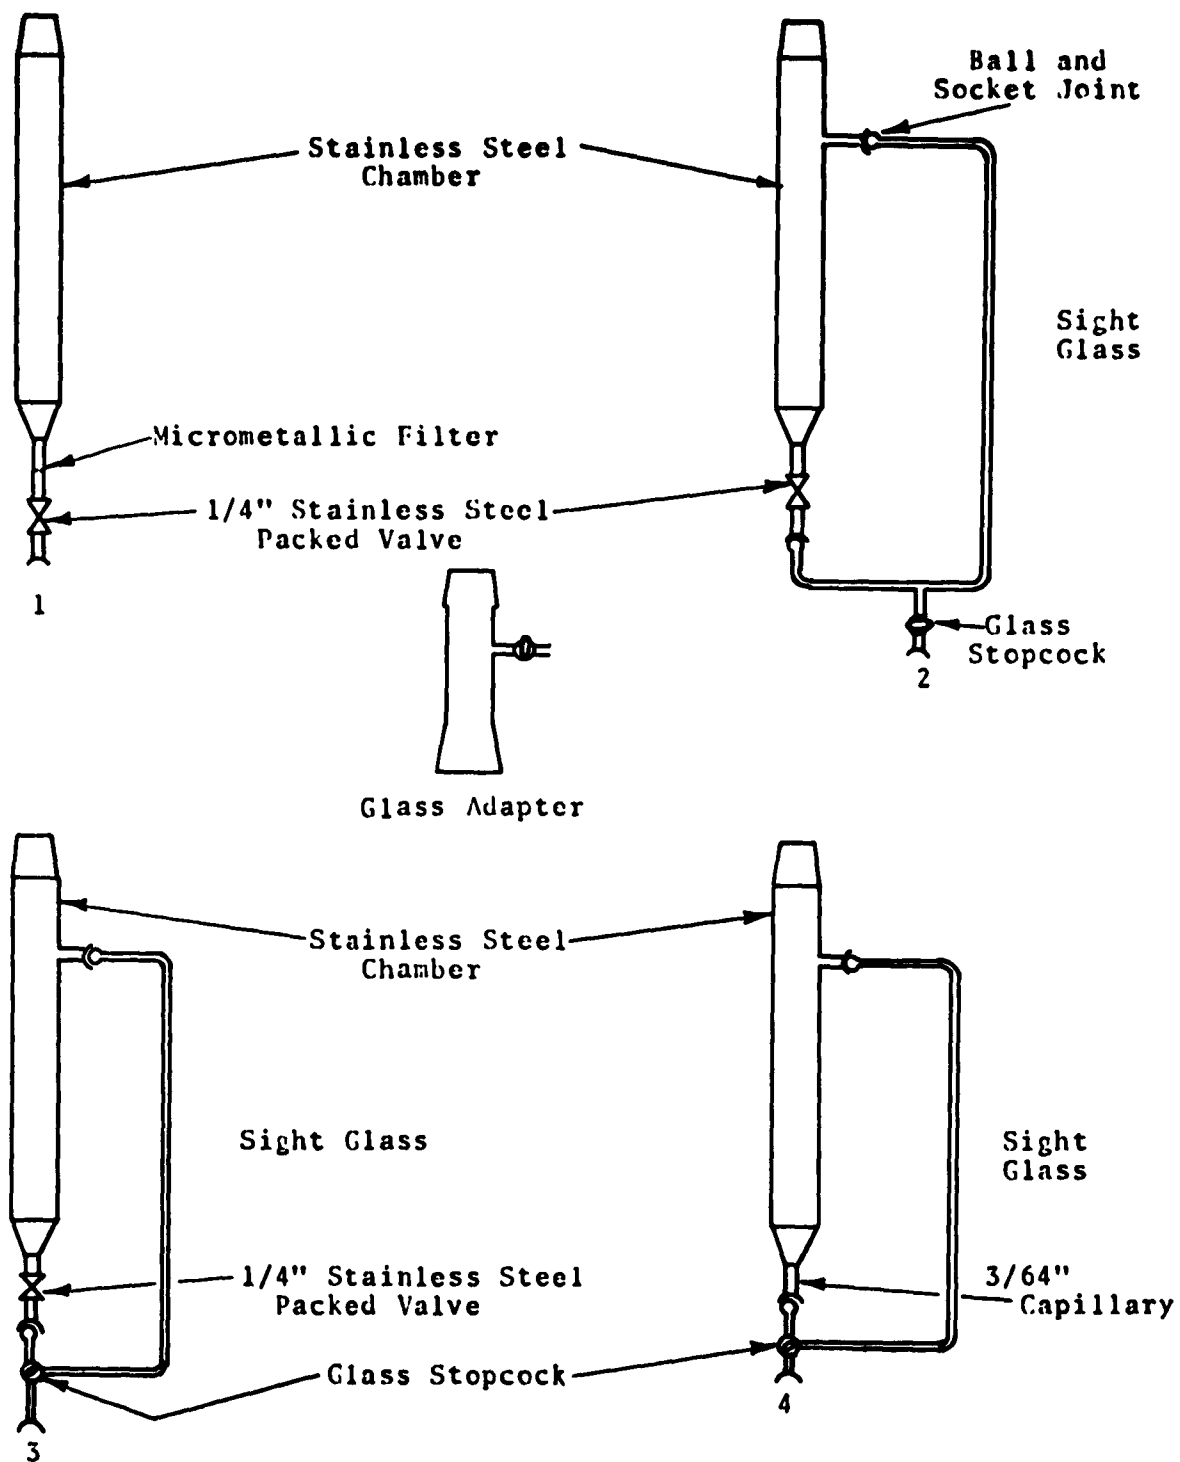 Ball and
Socket Joint
Stainless Steel
Chamber
Sight
Glass
Micrometallic Filter
1/4" Stainless Steel
Packed Valve
1
Glass
Stopcock
2
Glass Adapter
Stainless Steel
Chamber
Sight Glass
Sight
Glass
1/4" Stainless Steel
Packed Valve
3/64"
Capillary
Glass Stopcock
3
4